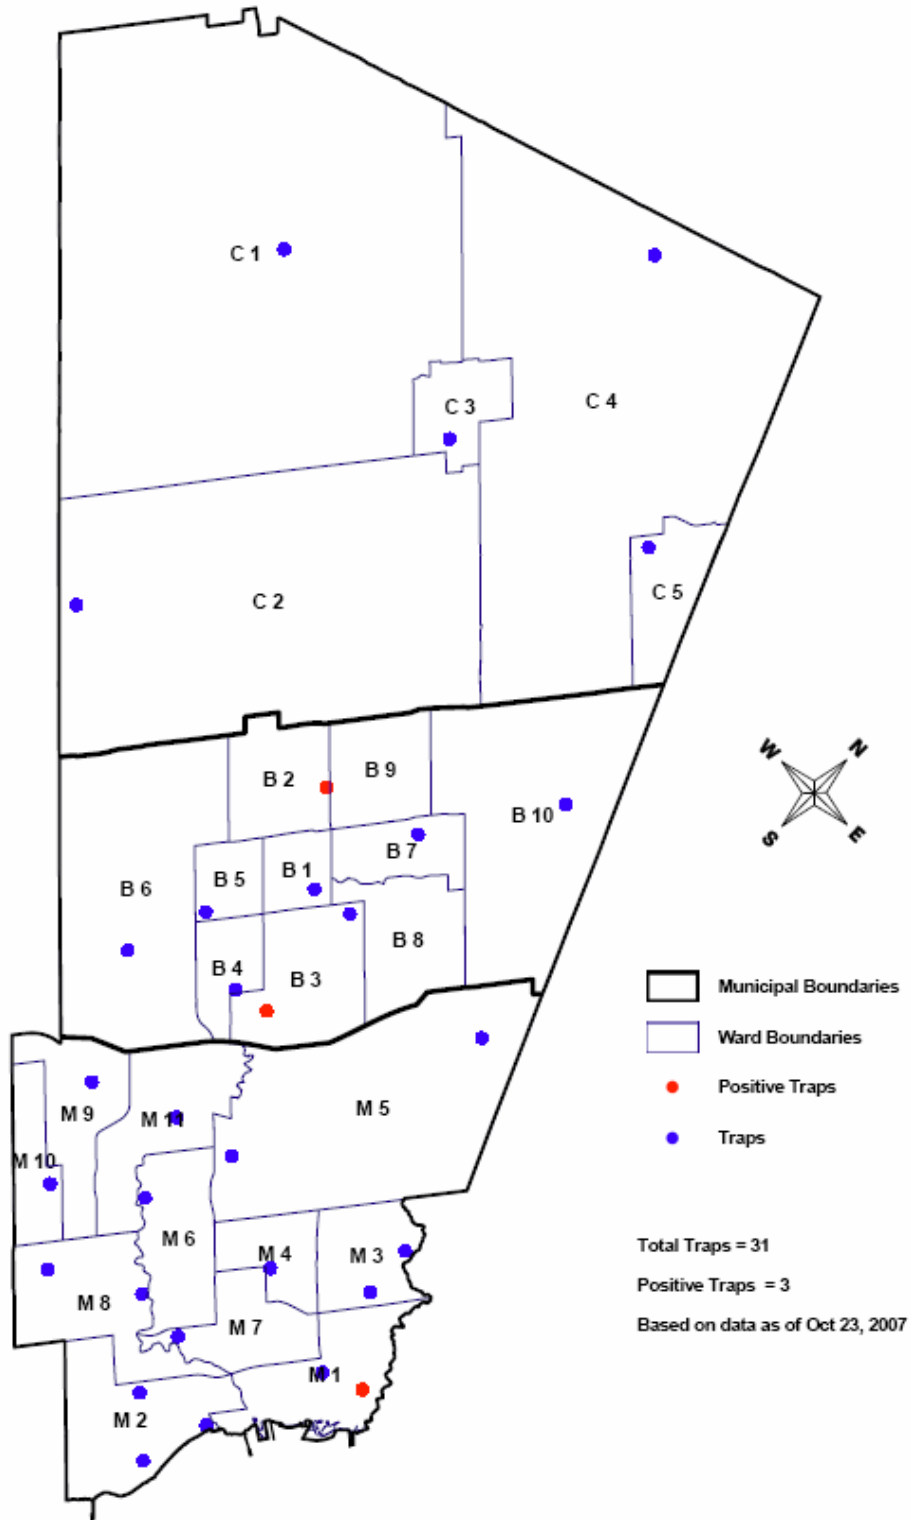 C 1
C 4
C 3
C 2
C 5
W
N
S
E
B 2
B 9
B 10
B 7
B 1
B 5
B 6
B 8
B 4
B 3
Municipal Boundaries
Ward Boundaries
Positive Traps
Traps
M 5
M 9
M 11
M 10
M 6
M 4
M 3
M 8
M 7
M 1
M 2
Total Traps = 31
Positive Traps = 3
Based on data as of Oct 23, 2007